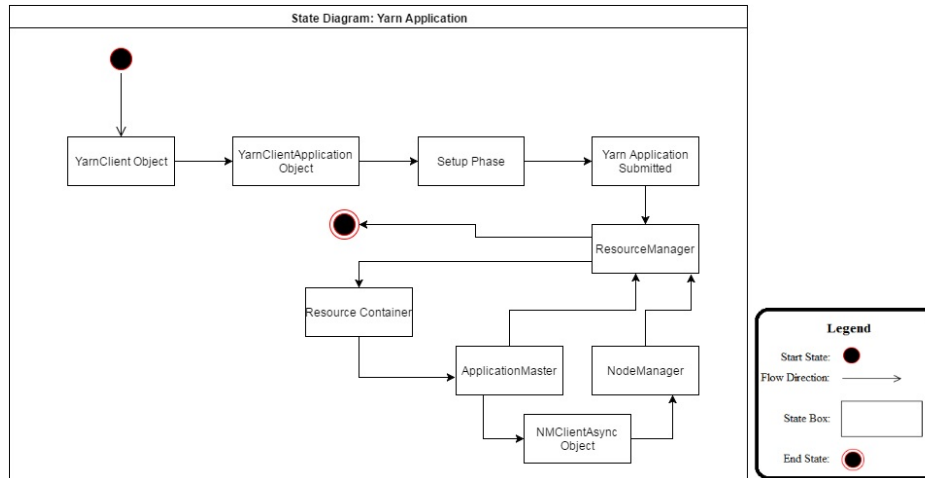 State Diagram: Yarn Application
YarnClient Object
YarnClientApplication
Object
Setup Phase
Yarn Application
Submitted
ResourceManager
Resource Container
ApplicationMaster
NodeManager
NMClientAsync
Object
Legend
Start State:
Flow Direction:
State Box:
End State: